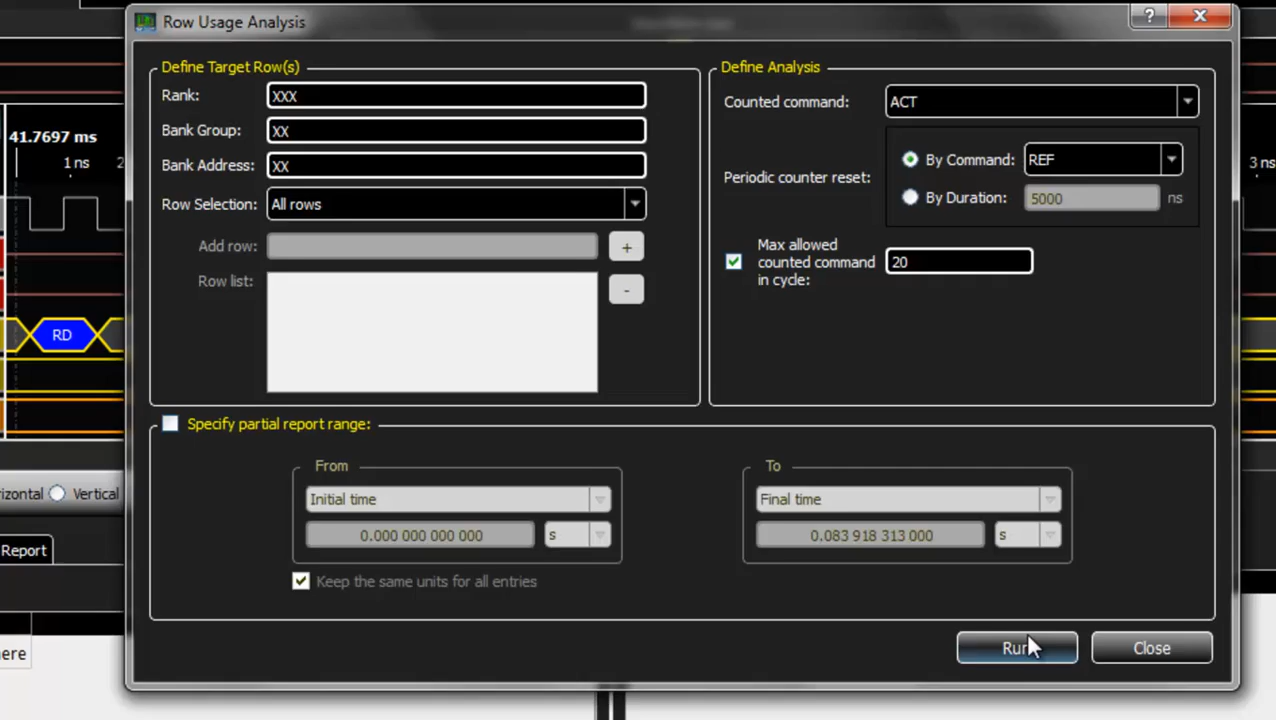 Row Usage Analysis
?
Define Target Row(s)
Rank:
XXX
Bank Group:
XX
Bank Address:
XX
Row Selection:
All rows
Add row:
+
Row list:
-
Define Analysis
Counted command:
ACT
Periodic counter reset:
By Command:
REF
By Duration:
5000
ns
Max allowed
counted command
in cycle:
20
Specify partial report range:
From
Initial time
0.000 000 000 000
s
Keep the same units for all entries
To
Final time
0.083 918 313 000
s
Run
Close
41.7697 ms
1 ns
2
3 ns
RD
rizontal
Vertical
Report
here